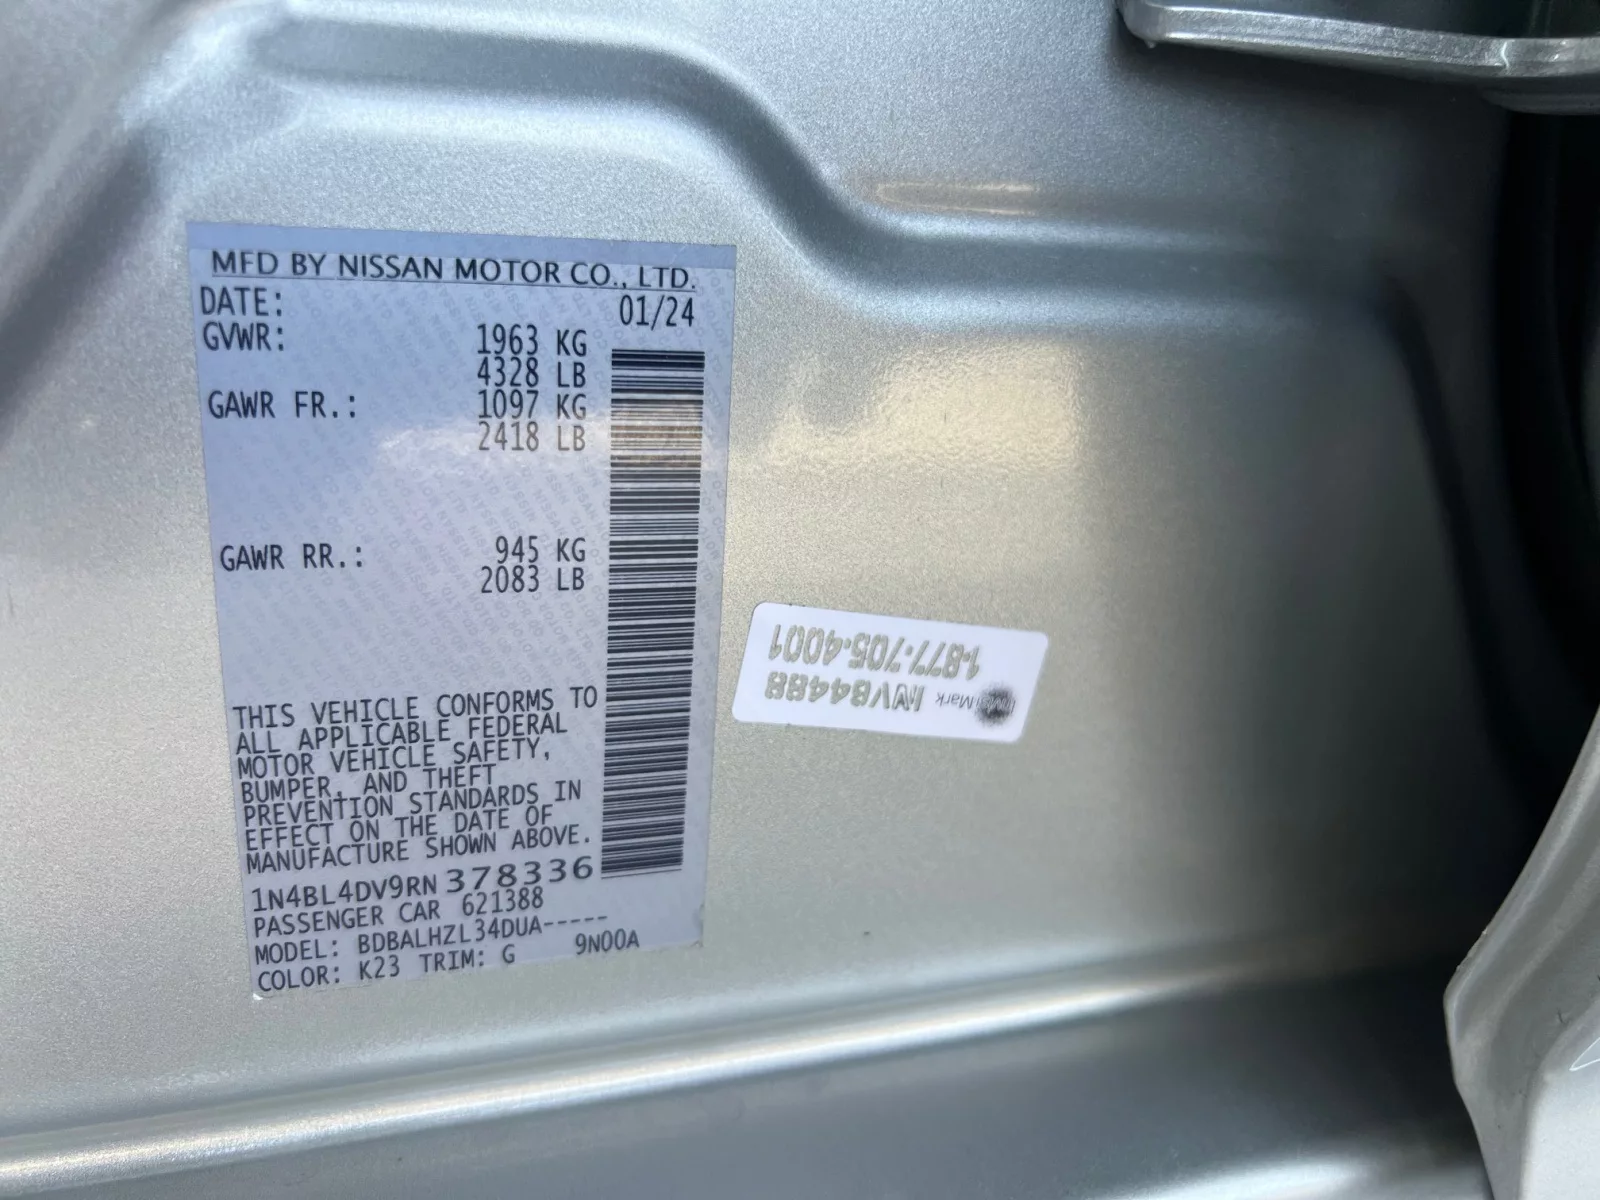 MFD BY NISSAN MOTOR CO., LTD.
DATE: 01/24
GVWR: 1963 KG
4328 LB
GAWR FR.: 1097 KG
2418 LB
GAWR RR.: 945 KG
2083 LB
THIS VEHICLE CONFORMS TO
ALL APPLICABLE FEDERAL
MOTOR VEHICLE SAFETY,
BUMPER, AND THEFT
PREVENTION STANDARDS IN
EFFECT ON THE DATE OF
MANUFACTURE SHOWN ABOVE.
1N4BL4DV9RN 378336
PASSENGER CAR 621388
MODEL: BDBALHZL34DUA-----
COLOR: K23 TRIM: G 9N00A
Mark
1-877-705-4001